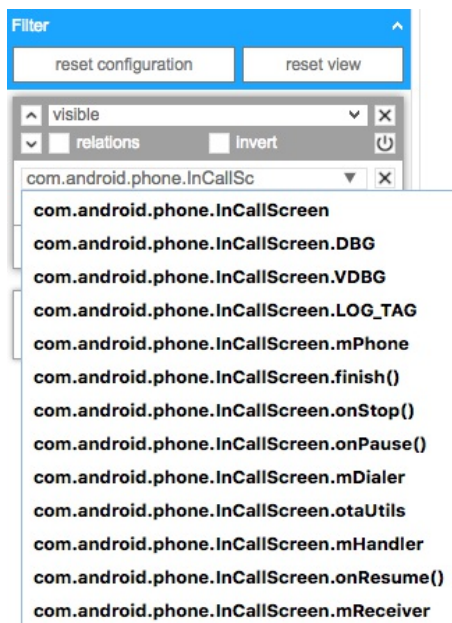 Filter
reset configuration reset view
visible
relations invert
com.android.phone.InCallSc
com.android.phone.InCallScreen
com.android.phone.InCallScreen.DBG
com.android.phone.InCallScreen.VDBG
com.android.phone.InCallScreen.LOG_TAG
com.android.phone.InCallScreen.mPhone
com.android.phone.InCallScreen.finish()
com.android.phone.InCallScreen.onStop()
com.android.phone.InCallScreen.onPause()
com.android.phone.InCallScreen.mDialer
com.android.phone.InCallScreen.otaUtils
com.android.phone.InCallScreen.mHandler
com.android.phone.InCallScreen.onResume()
com.android.phone.InCallScreen.mReceiver